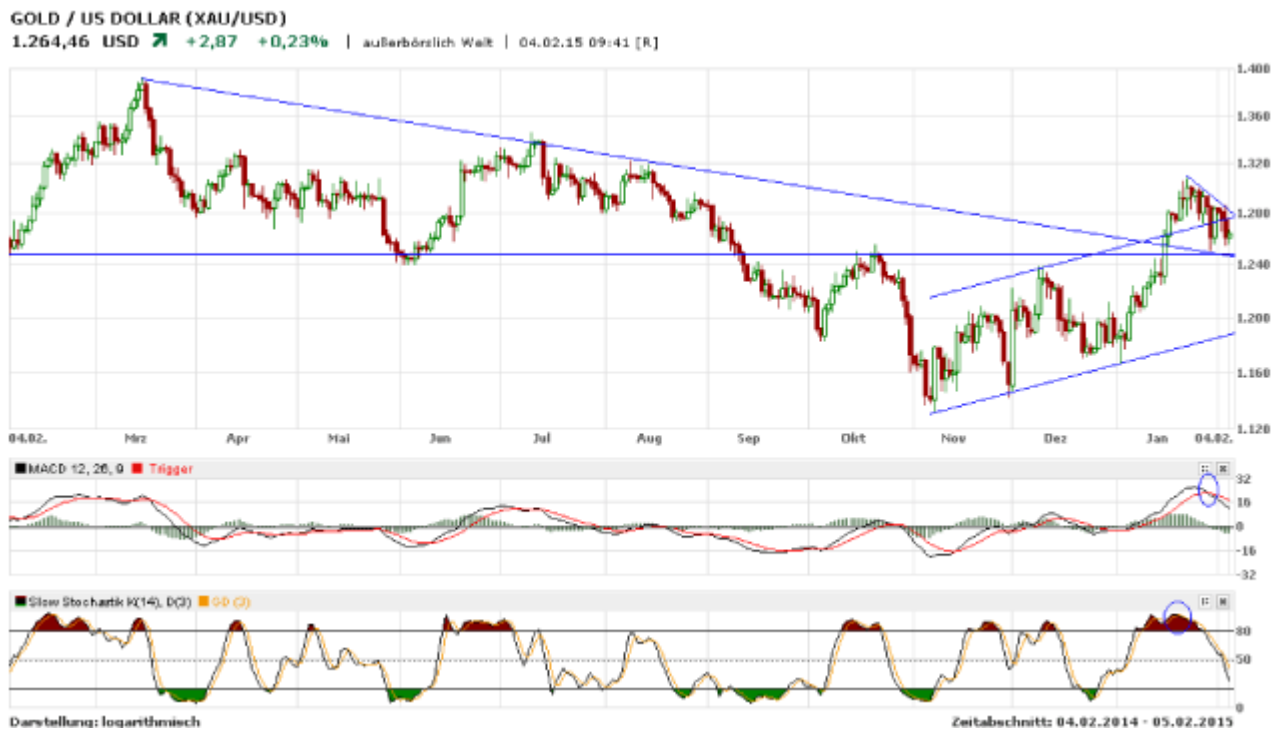 GOLD / US DOLLAR (XAU/USD)
1.264,46 USD +2,87 +0,23% | außerbörslich Welt | 04.02.15 09:41 [R]
1.400
1.360
1.320
1.280
1.240
1.200
1.160
1.120
04.02. Mrz Apr Mai Jun Jul Aug Sep Okt Nov Dez Jan 04.02.
MACD 12, 26, 9 Trigger
32
16
0
-16
-32
Slow Stochastik K(14), D(3) GD (3)
80
50
0
Darstellung: logarithmisch Zeitabschnitt: 04.02.2014 - 05.02.2015